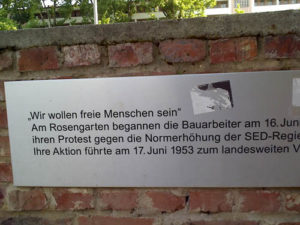 „Wir wollen freie Menschen sein“
Am Rosengarten begannen die Bauarbeiter am 16. Jun
ihren Protest gegen die Normerhöhung der SED-Regie
Ihre Aktion führte am 17. Juni 1953 zum landesweiten V